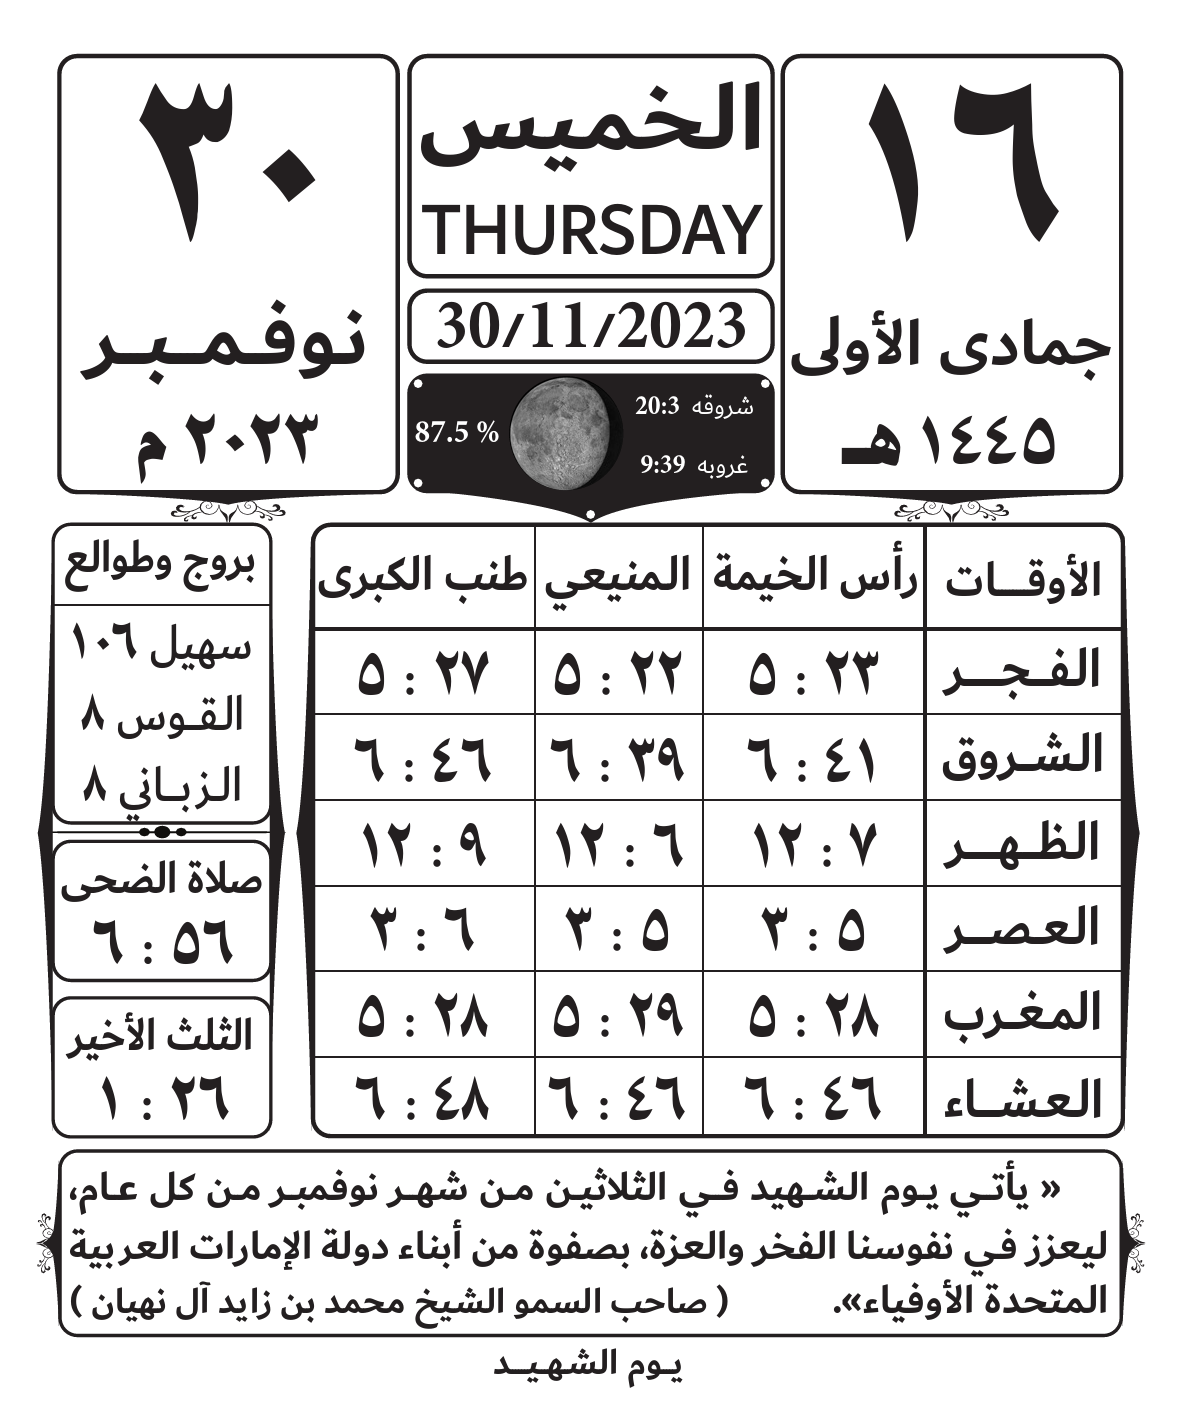 ١٦
جمادى الأولى
١٤٤٥ هـ
الخميس
THURSDAY
30/11/2023
شروقه 20:3
غروبه 9:39
87.5 %
٣٠
نوفمبر
٢٠٢٣ م
الأوقات رأس الخيمة المنيعي طنب الكبرى
الفجر ٢٣ : ٥ ٢٢ : ٥ ٢٧ : ٥
الشروق ٤١ : ٦ ٣٩ : ٦ ٤٦ : ٦
الظهر ٧ : ١٢ ٦ : ١٢ ٩ : ١٢
العصر ٥ : ٣ ٥ : ٣ ٦ : ٣
المغرب ٢٨ : ٥ ٢٩ : ٥ ٢٨ : ٥
العشاء ٤٦ : ٦ ٤٦ : ٦ ٤٨ : ٦
بروج وطوالع
سهيل ١٠٦
القوس ٨
الزباني ٨
صلاة الضحى
٥٦ : ٦
الثلث الأخير
٢٦ : ١
« يأتي يوم الشهيد في الثلاثين من شهر نوفمبر من كل عام،
ليعزز في نفوسنا الفخر والعزة، بصفوة من أبناء دولة الإمارات العربية
المتحدة الأوفياء». ( صاحب السمو الشيخ محمد بن زايد آل نهيان )
يوم الشهيد